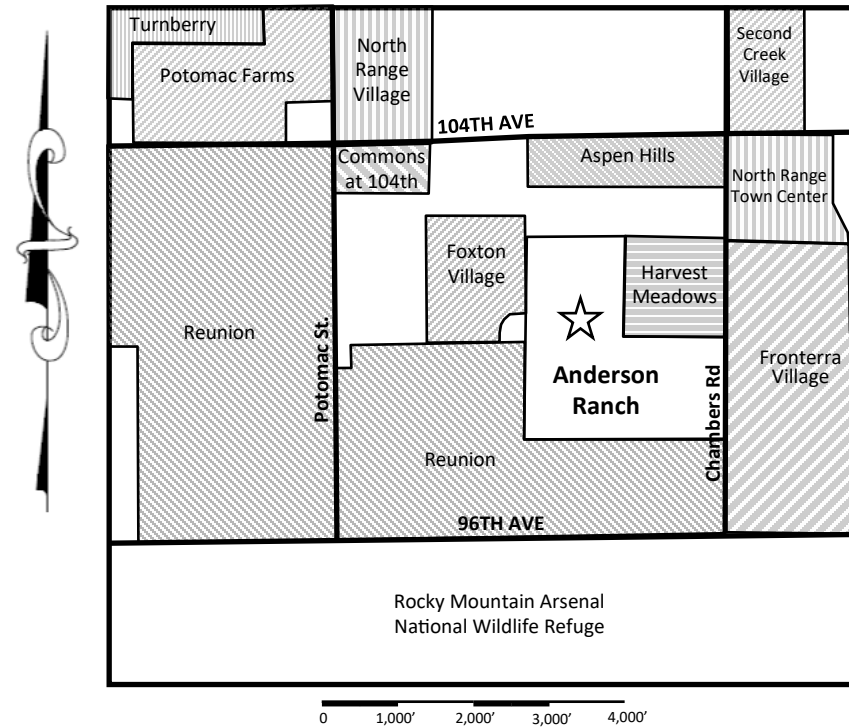 Turnberry
Potomac Farms
North
Range
Village
Second
Creek
Village
104TH AVE
Commons
at 104th
Aspen Hills
North Range
Town Center
Foxton
Village
Harvest
Meadows
Reunion
Potomac St.
Anderson
Ranch
Chambers Rd
Fronterra
Village
Reunion
96TH AVE
Rocky Mountain Arsenal
National Wildlife Refuge
0 1,000’ 2,000’ 3,000’ 4,000’